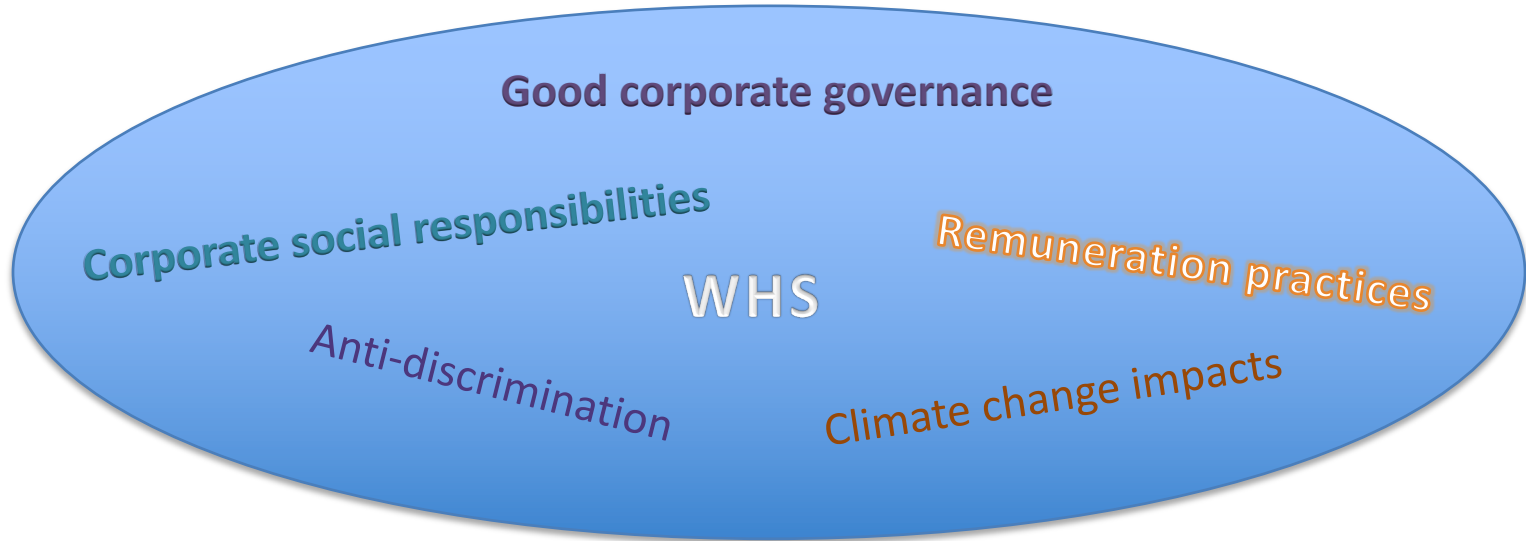 Good corporate governance
Corporate social responsibilities
Remuneration practices
WHS
Anti-discrimination
Climate change impacts